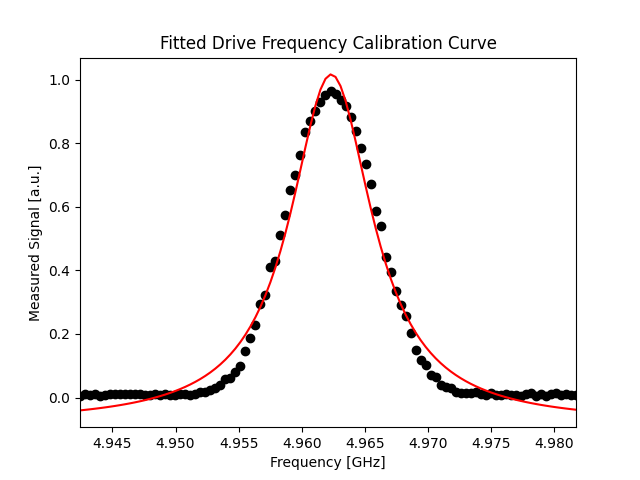 Fitted Drive Frequency Calibration Curve
Measured Signal [a.u.]
1.0
0.8
0.6
0.4
0.2
0.0
4.945 4.950 4.955 4.960 4.965 4.970 4.975 4.980
Frequency [GHz]